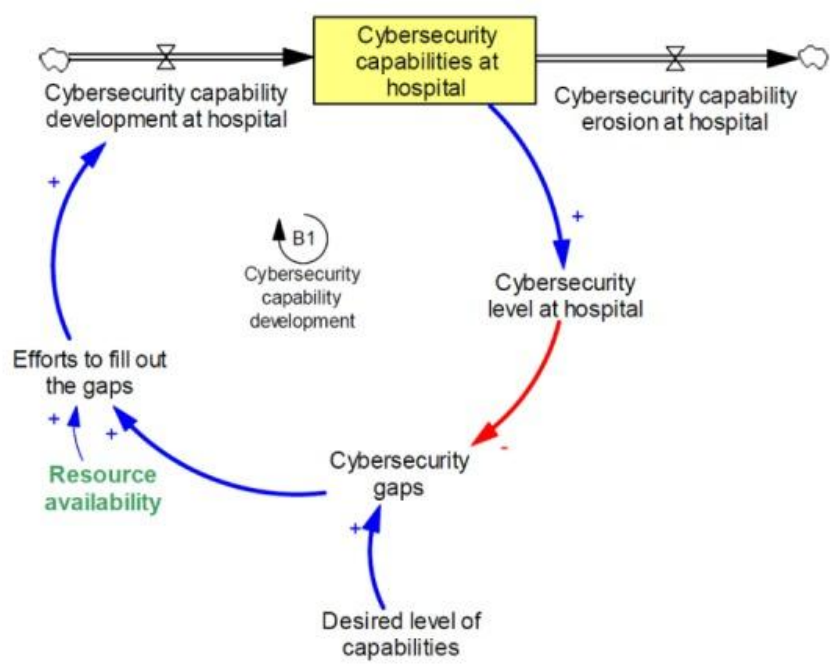 Cybersecurity
capabilities at
hospital
Cybersecurity capability
development at hospital
Cybersecurity capability
erosion at hospital
+
+
B1
Cybersecurity
capability
development
Cybersecurity
level at hospital
Efforts to fill out
the gaps
+
+
-
Resource
availability
Cybersecurity
gaps
+
Desired level of
capabilities